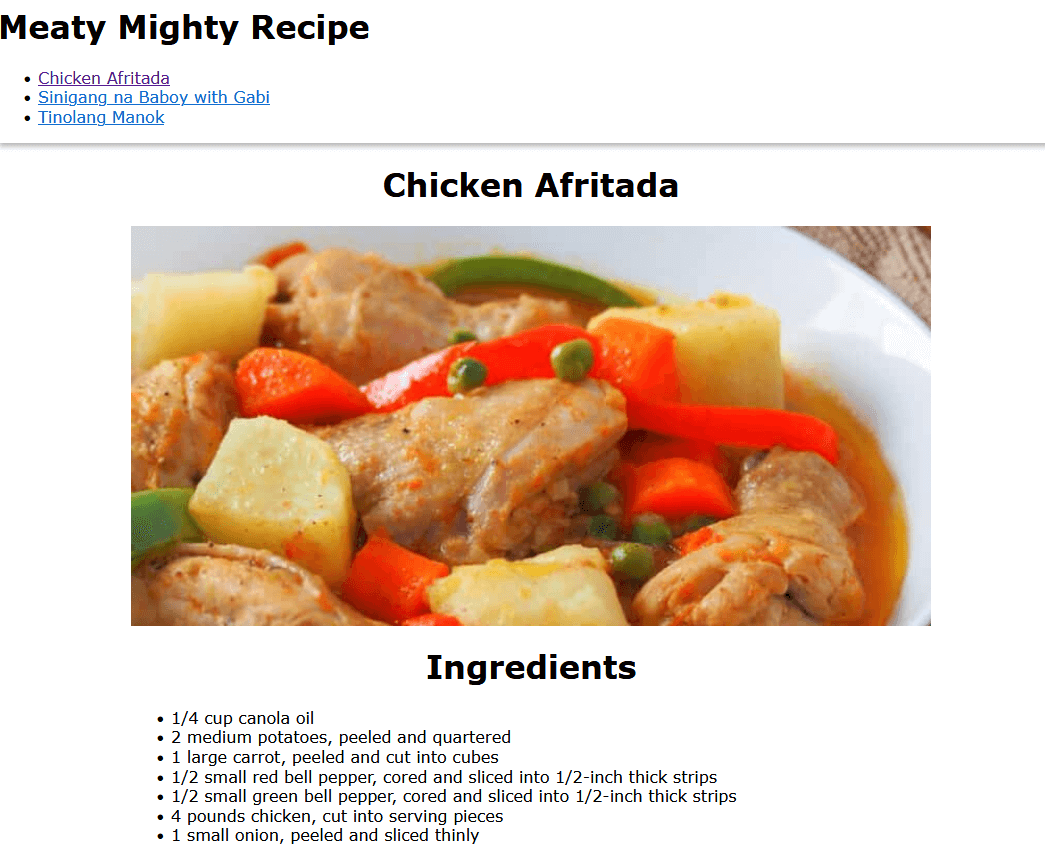 Meaty Mighty Recipe
Chicken Afritada
Sinigang na Baboy with Gabi
Tinolang Manok
Chicken Afritada
Ingredients
1/4 cup canola oil
2 medium potatoes, peeled and quartered
1 large carrot, peeled and cut into cubes
1/2 small red bell pepper, cored and sliced into 1/2-inch thick strips
1/2 small green bell pepper, cored and sliced into 1/2-inch thick strips
4 pounds chicken, cut into serving pieces
1 small onion, peeled and sliced thinly